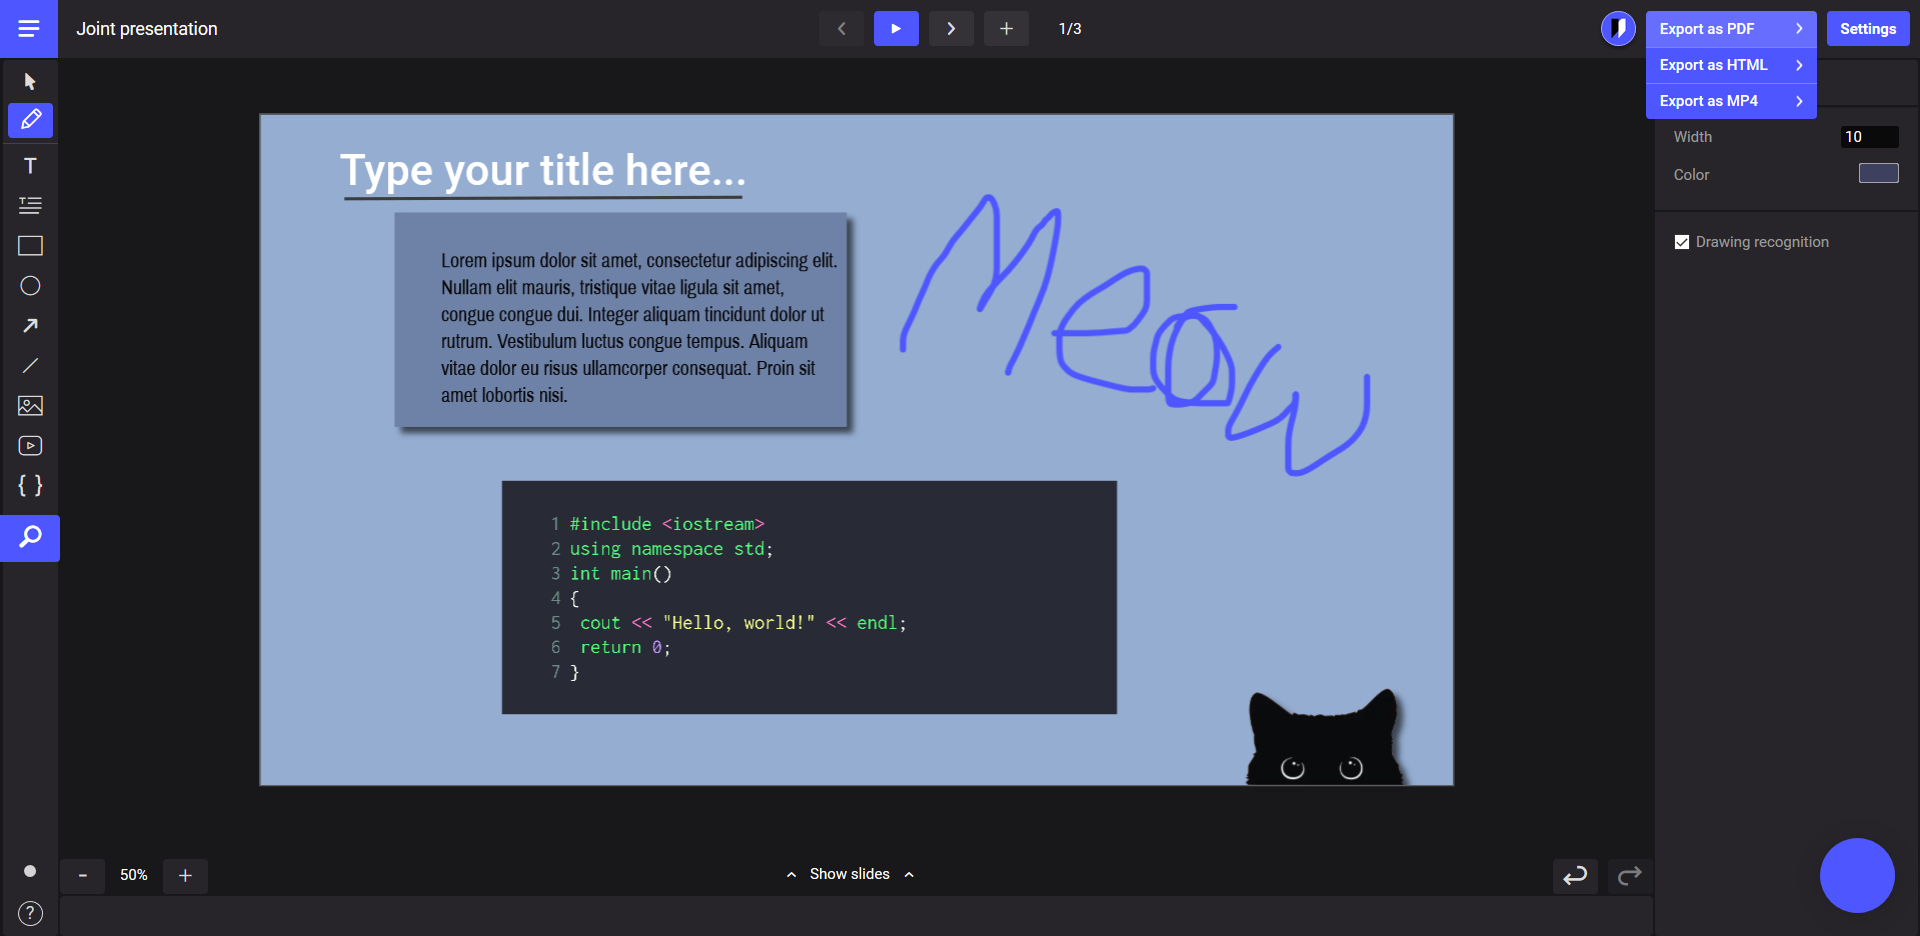 Joint presentation
1/3
Export as PDF
Settings
Export as HTML
Export as MP4
Width 10
Color
Drawing recognition
T
{ }
Type your title here...
Lorem ipsum dolor sit amet, consectetur adipiscing elit.
Nullam elit mauris, tristique vitae ligula sit amet,
congue congue dui. Integer aliquam tincidunt dolor ut
rutrum. Vestibulum luctus congue tempus. Aliquam
vitae dolor eu risus ullamcorper consequat. Proin sit
amet lobortis nisi.
Meow
1 #include <iostream>
2 using namespace std;
3 int main()
4 {
5  cout << "Hello, world!" << endl;
6  return 0;
7 }
- 50% +
Show slides
?